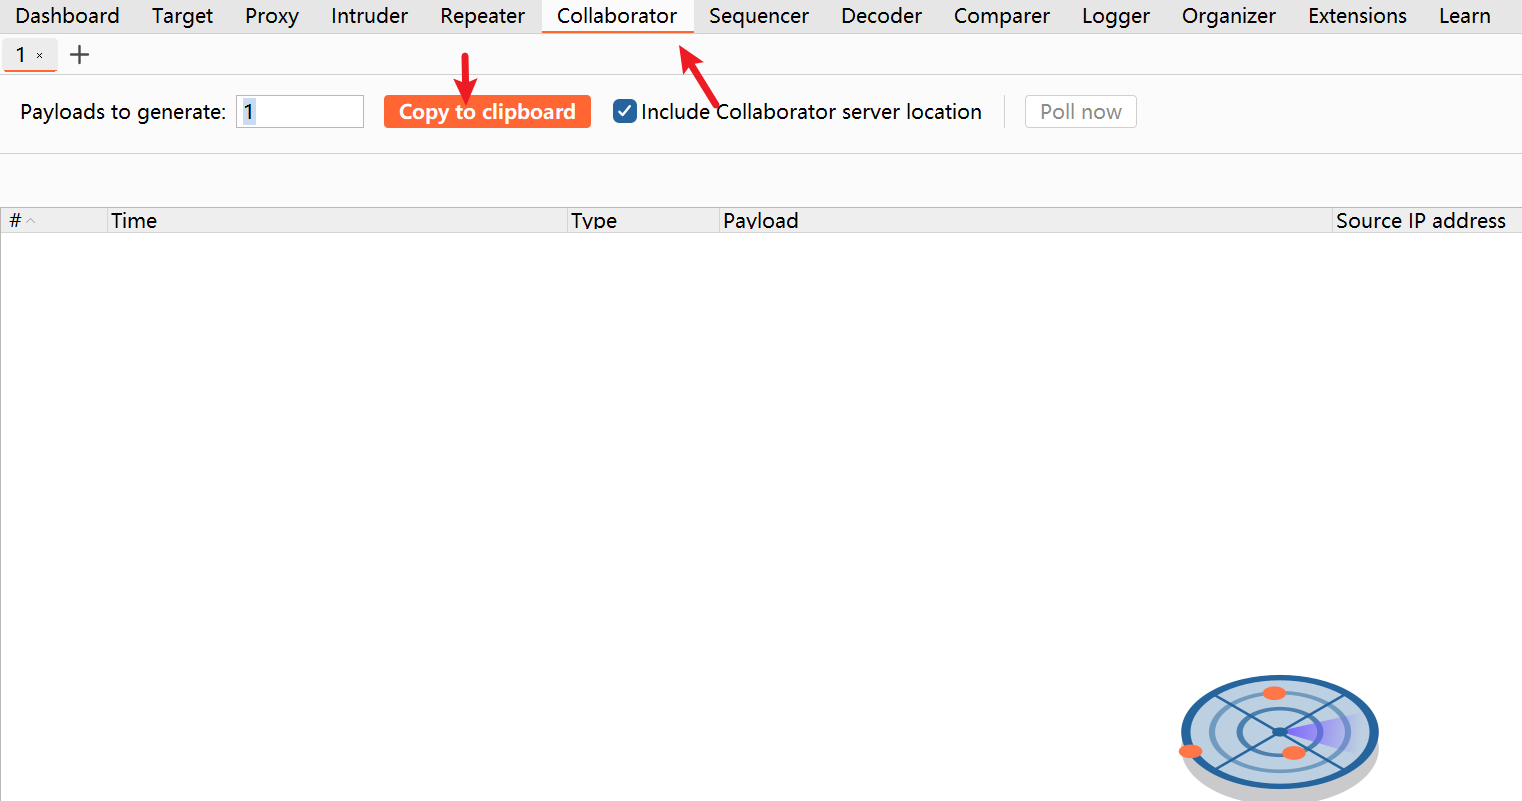 Dashboard Target Proxy Intruder Repeater Collaborator Sequencer Decoder Comparer Logger Organizer Extensions Learn
1 × +
Payloads to generate: 1 Copy to clipboard Include Collaborator server location Poll now
# Time Type Payload Source IP address